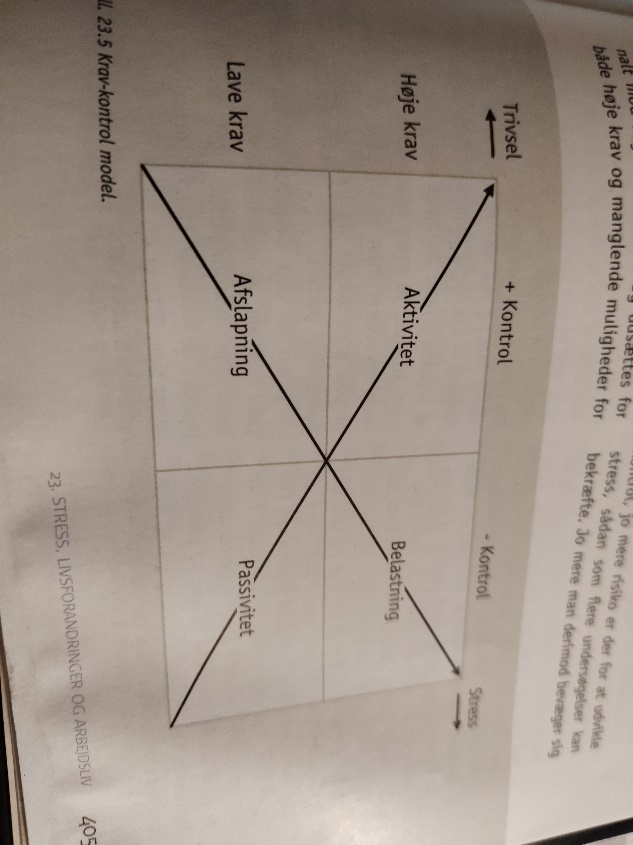 både høje krav og manglende muligheder for
stress, sådan som flere undersøgelser kan
bekræfte. Jo mere man derimod bevæger sig
Trivsel
+ Kontrol
- Kontrol
Stress
Høje krav
Aktivitet
Belastning
Lave krav
Afslapning
Passivitet
23.5 Krav-kontrol model.
23. STRESS, LIVSFORANDRINGER OG ARBEJDSLIV 405